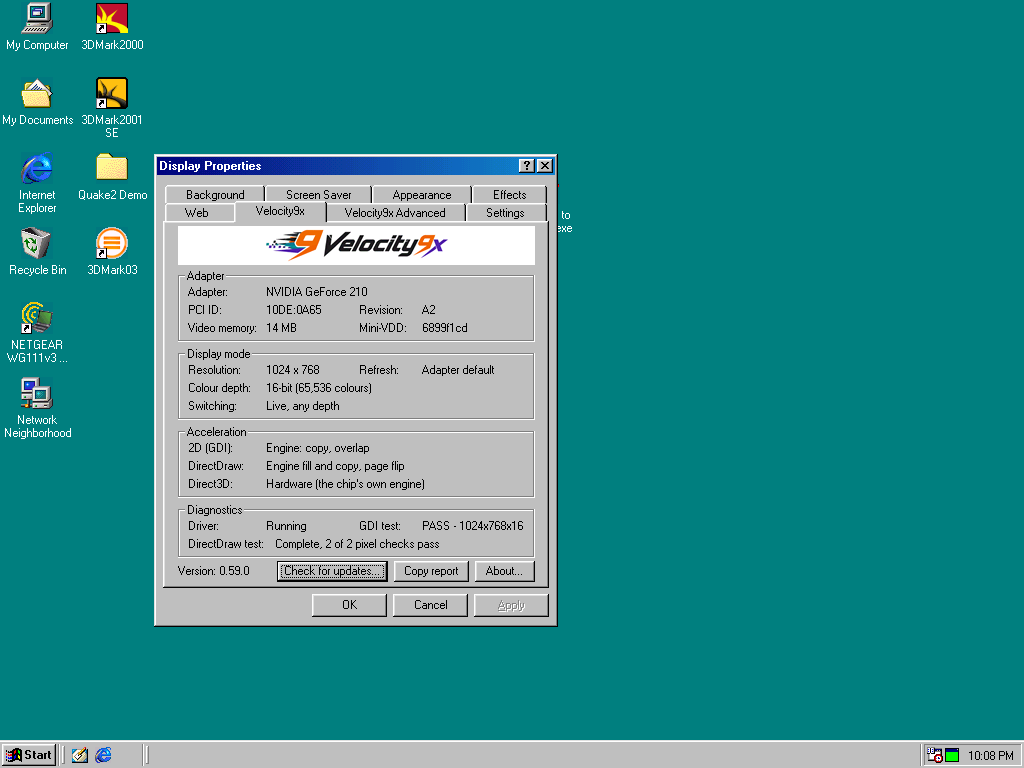 My Computer
3DMark2000
My Documents
3DMark2001
SE
Internet
Explorer
Quake2 Demo
Recycle Bin
3DMark03
NETGEAR
WG111v3 ...
Network
Neighborhood
to
exe
Display Properties
Background Screen Saver Appearance Effects
Web Velocity9x Velocity9x Advanced Settings
9 Velocity9x
Adapter
Adapter: NVIDIA GeForce 210
PCI ID: 10DE:0A65 Revision: A2
Video memory: 14 MB Mini-VDD: 6899f1cd
Display mode
Resolution: 1024 x 768 Refresh: Adapter default
Colour depth: 16-bit (65,536 colours)
Switching: Live, any depth
Acceleration
2D (GDI): Engine: copy, overlap
DirectDraw: Engine fill and copy, page flip
Direct3D: Hardware (the chip's own engine)
Diagnostics
Driver: Running GDI test: PASS - 1024x768x16
DirectDraw test: Complete, 2 of 2 pixel checks pass
Version: 0.59.0 Check for updates... Copy report About...
OK Cancel Apply
Start 10:08 PM